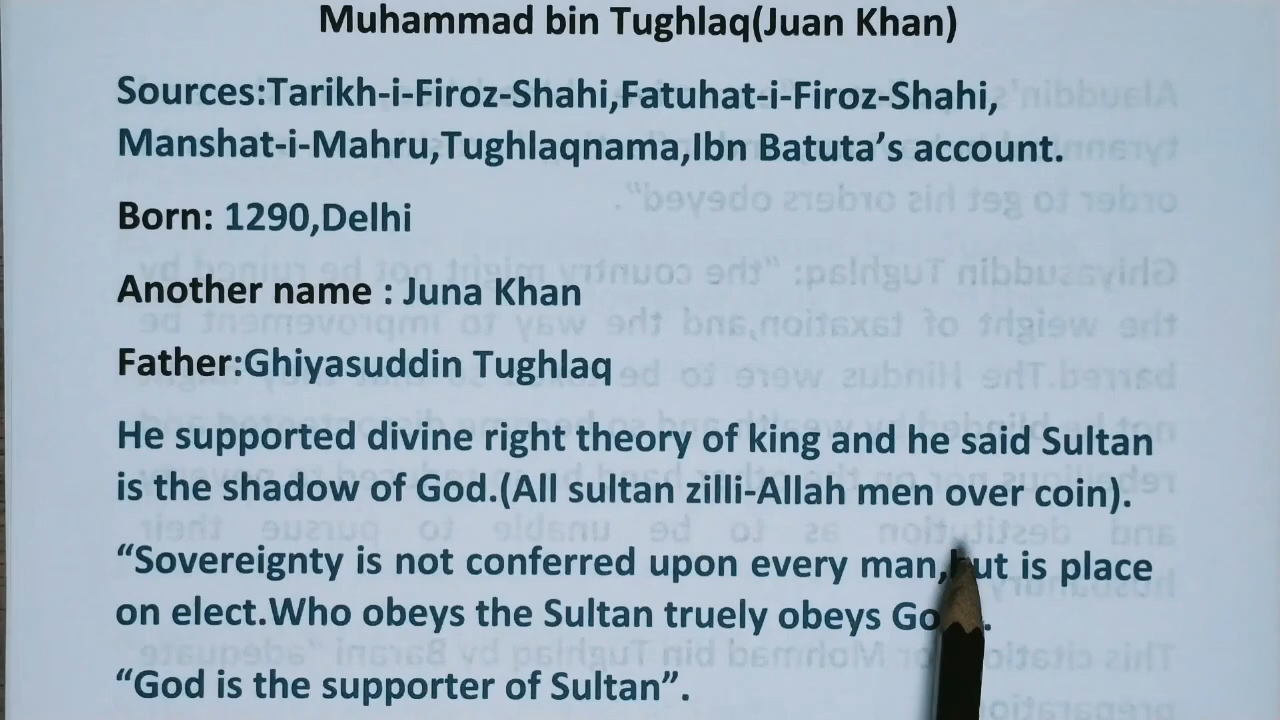 Muhammad bin Tughlaq(Juan Khan)
Sources:Tarikh-i-Firoz-Shahi,Fatuhat-i-Firoz-Shahi,
Manshat-i-Mahru,Tughlaqnama,Ibn Batuta's account.
Born: 1290,Delhi
Another name : Juna Khan
Father:Ghiyasuddin Tughlaq
He supported divine right theory of king and he said Sultan
is the shadow of God.(All sultan zilli-Allah men over coin).
“Sovereignty is not conferred upon every man,but is place
on elect.Who obeys the Sultan truely obeys
“God is the supporter of Sultan”.